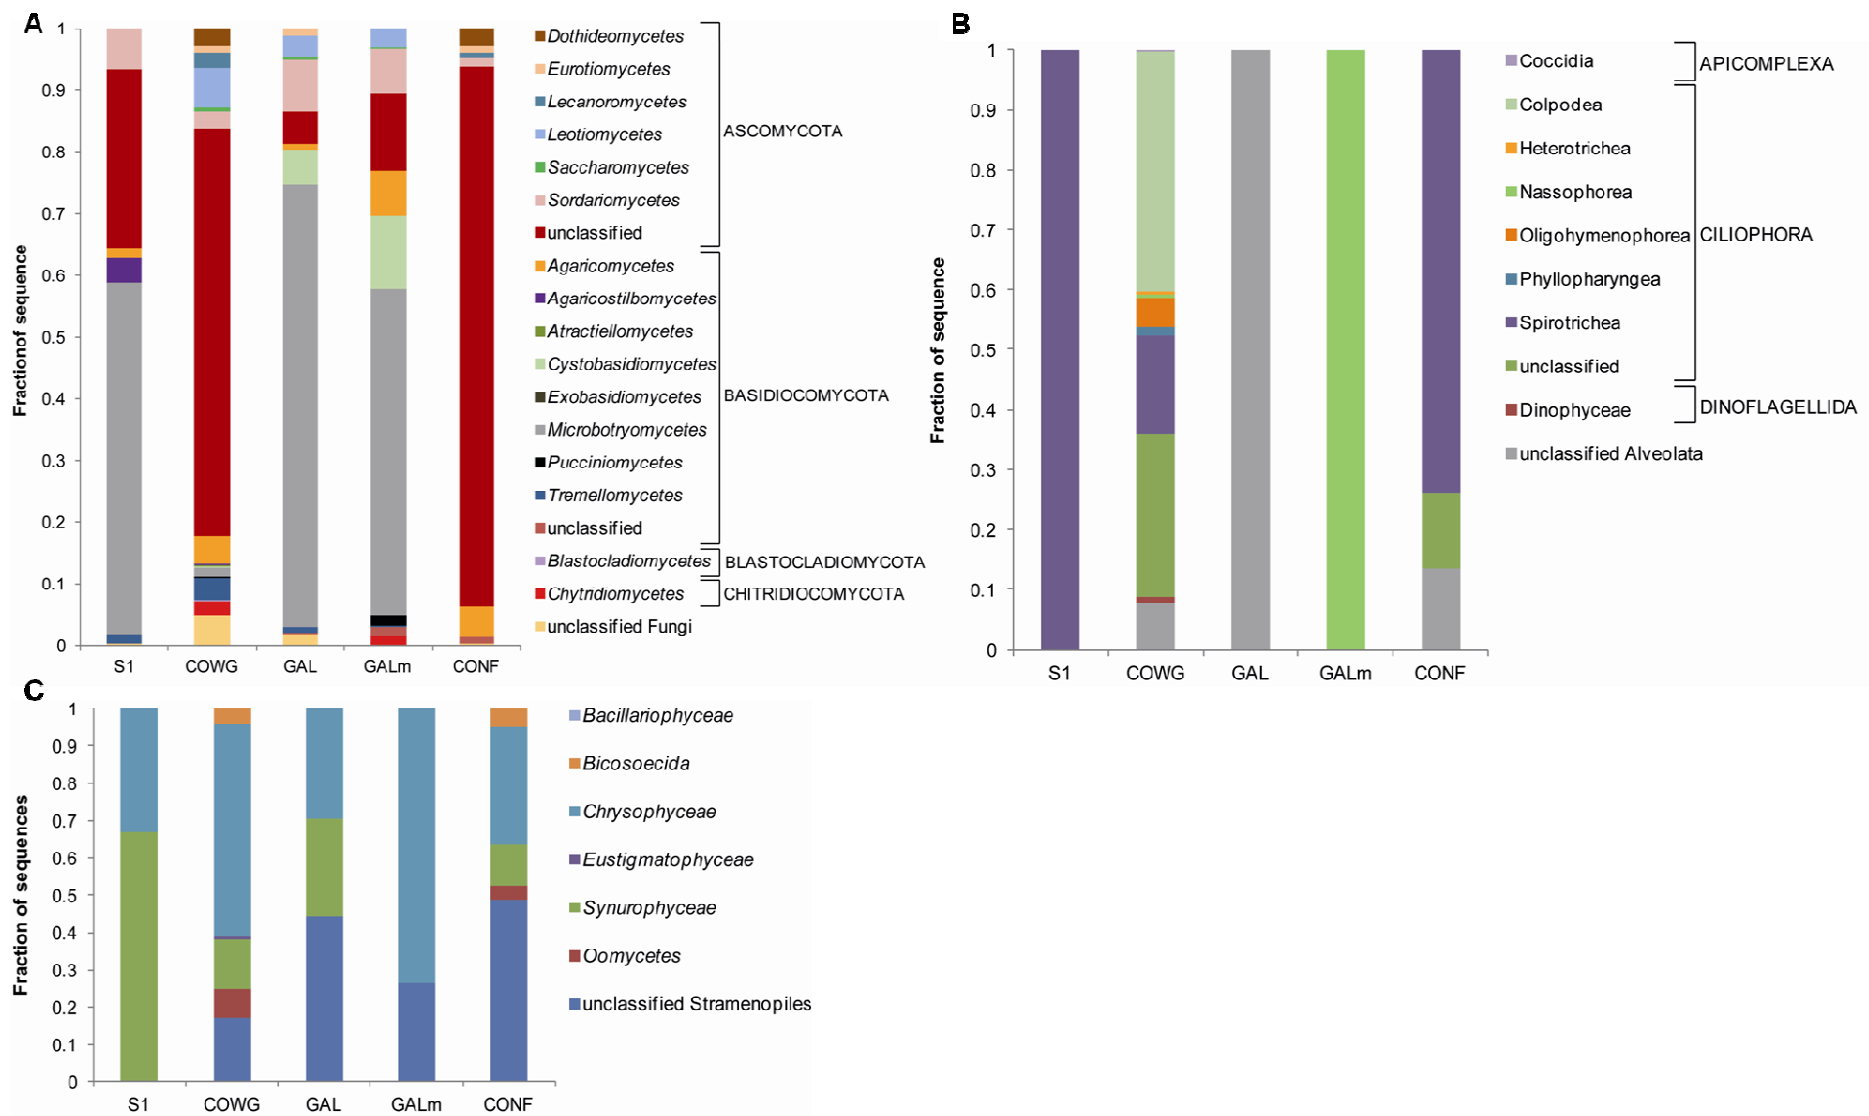 A
Fractionof sequence
1
0.9
0.8
0.7
0.6
0.5
0.4
0.3
0.2
0.1
0
S1 COWG GAL GALm CONF
Dothideomycetes
Eurotiomycetes
Lecanoromycetes
Leotiomycetes
Saccharomycetes
Sordariomycetes
unclassified
ASCOMYCOTA
Agaricomycetes
Agaricostilbomycetes
Atractiellomycetes
Cystobasidiomycetes
Exobasidiomycetes
Microbotryomycetes
Pucciniomycetes
Tremellomycetes
unclassified
BASIDIOCOMYCOTA
Blastocladiomycetes
BLASTOCLADIOMYCOTA
Chytridiomycetes
CHITRIDIOCOMYCOTA
unclassified Fungi
B
Fraction of sequence
1
0.9
0.8
0.7
0.6
0.5
0.4
0.3
0.2
0.1
0
S1 COWG GAL GALm CONF
Coccidia
APICOMPLEXA
Colpodea
Heterotrichea
Nassophorea
Oligohymenophorea
Phyllopharyngea
Spirotrichea
unclassified
CILIOPHORA
Dinophyceae
DINOFLAGELLIDA
unclassified Alveolata
C
Fraction of sequences
1
0.9
0.8
0.7
0.6
0.5
0.4
0.3
0.2
0.1
0
S1 COWG GAL GALm CONF
Bacillariophyceae
Bicosoecida
Chrysophyceae
Eustigmatophyceae
Synurophyceae
Oomycetes
unclassified Stramenopiles